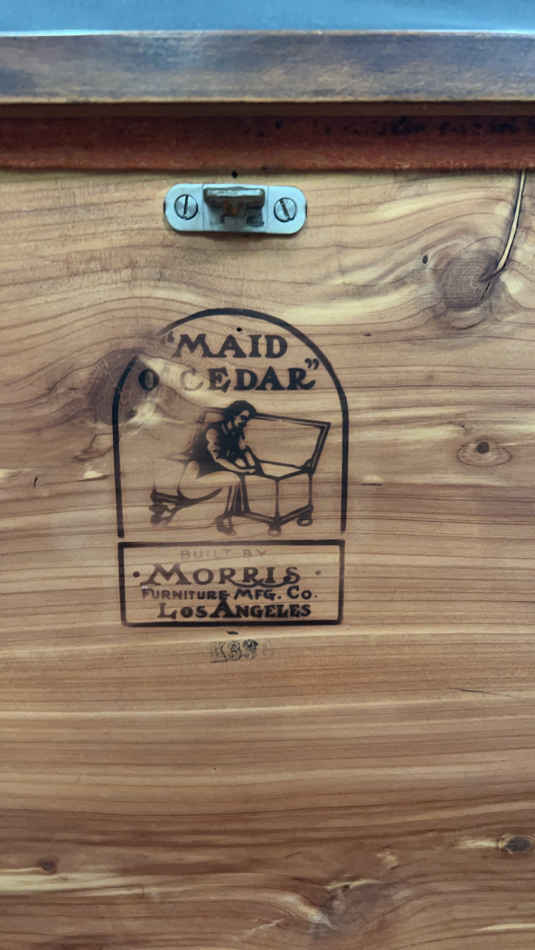 "MAID
O CEDAR"
BUILT BY
MORRIS
FURNITURE MFG. CO.
LOS ANGELES